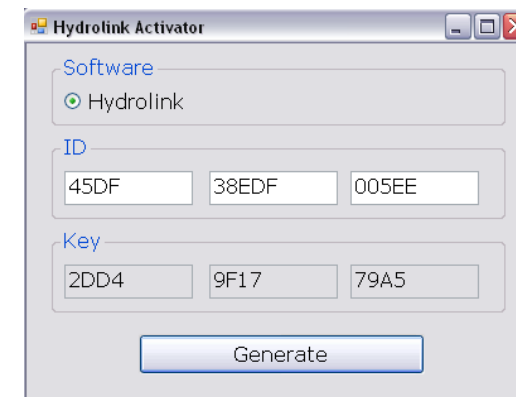 Hydrolink Activator
Software
Hydrolink
ID
45DF 38EDF 005EE
Key
2DD4 9F17 79A5
Generate